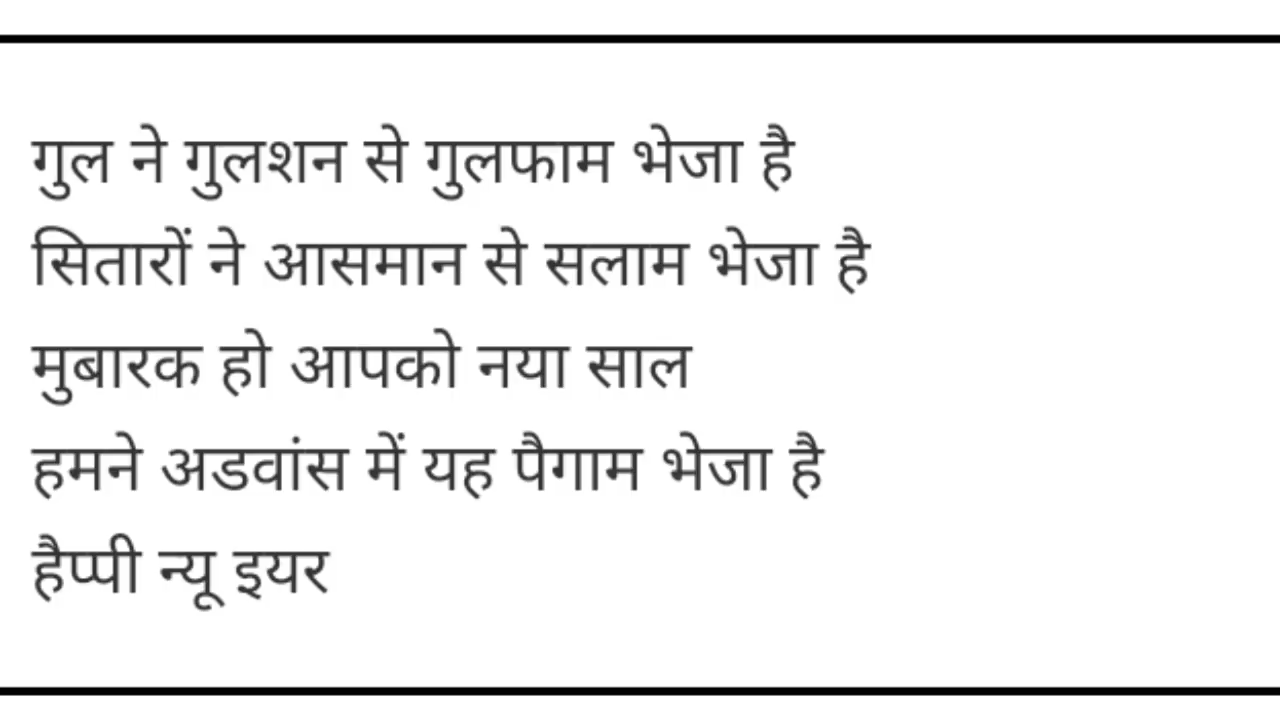 गुल ने गुलशन से गुलफाम भेजा है
सितारों ने आसमान से सलाम भेजा है
मुबारक हो आपको नया साल
हमने अडवांस में यह पैगाम भेजा है
हैप्पी न्यू इयर